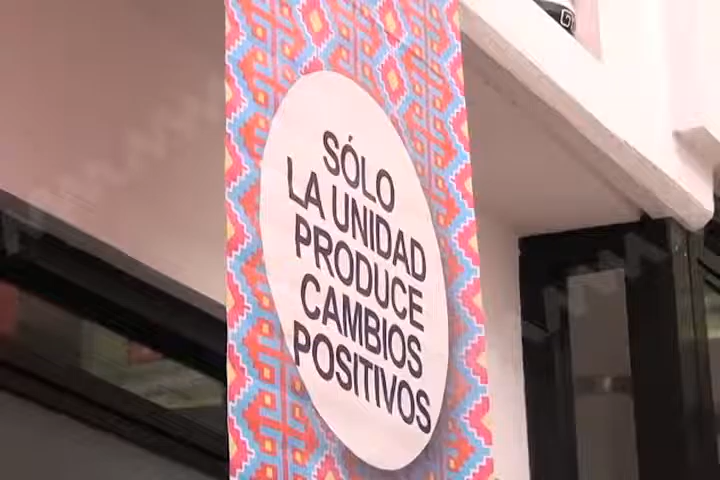 SÓLO
LA UNIDAD
PRODUCE
CAMBIOS
POSITIVOS